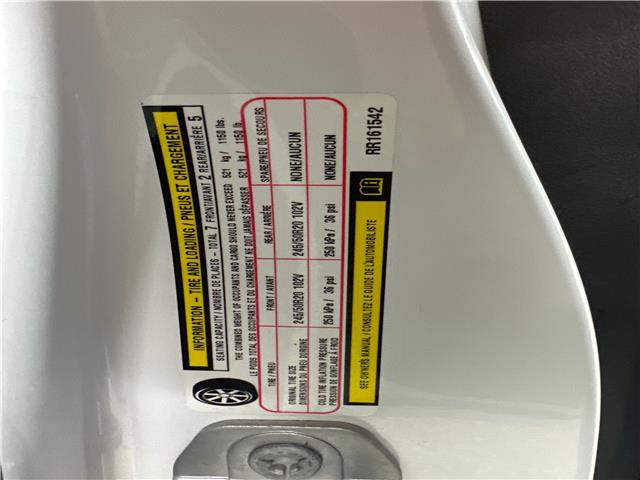 INFORMATION – TIRE AND LOADING / PNEUS ET CHARGEMENT
SEATING CAPACITY / NOMBRE DE PLACES – TOTAL 7 FRONT/AVANT 2 REAR/ARRIÈRE 5
THE COMBINED WEIGHT OF OCCUPANTS AND CARGO SHOULD NEVER EXCEED 521 kg / 1150 lbs.
LE POIDS TOTAL DES OCCUPANTS ET DU CHARGEMENT NE DOIT JAMAIS DÉPASSER 521 kg / 1150 lb.
TIRE / PNEU FRONT / AVANT REAR / ARRIÈRE SPARE/PNEU DE SECOURS
ORIGINAL TIRE SIZE
DIMENSIONS DU PNEU D'ORIGINE 245/50R20 102V 245/50R20 102V NONE/AUCUN
COLD TIRE INFLATION PRESSURE
PRESSION DE GONFLAGE À FROID 250 kPa / 36 psi 250 kPa / 36 psi NONE/AUCUN
SEE OWNER'S MANUAL / CONSULTEZ LE GUIDE DE L'AUTOMOBILISTE
RR161542